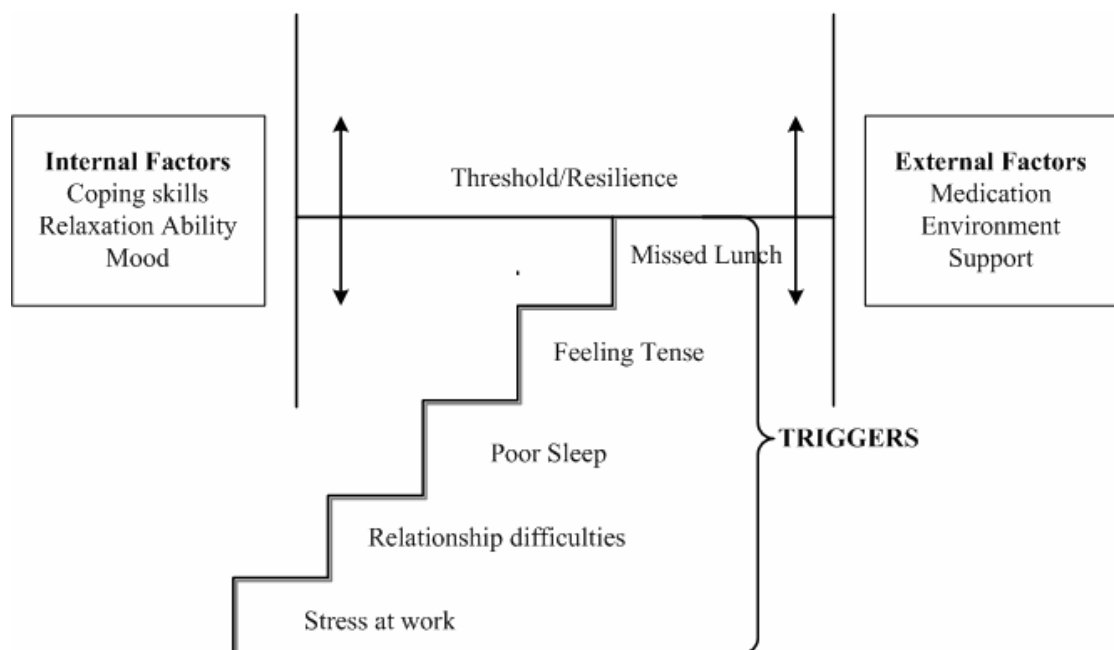 Internal Factors
Coping skills
Relaxation Ability
Mood
Threshold/Resilience
External Factors
Medication
Environment
Support
Missed Lunch
Feeling Tense
TRIGGERS
Poor Sleep
Relationship difficulties
Stress at work